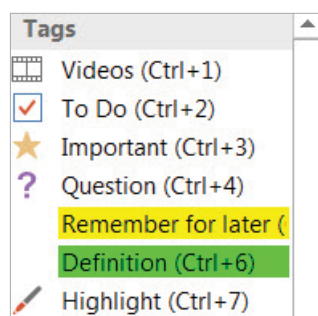 Tags
Videos (Ctrl+1)
To Do (Ctrl+2)
Important (Ctrl+3)
Question (Ctrl+4)
Remember for later (
Definition (Ctrl+6)
Highlight (Ctrl+7)